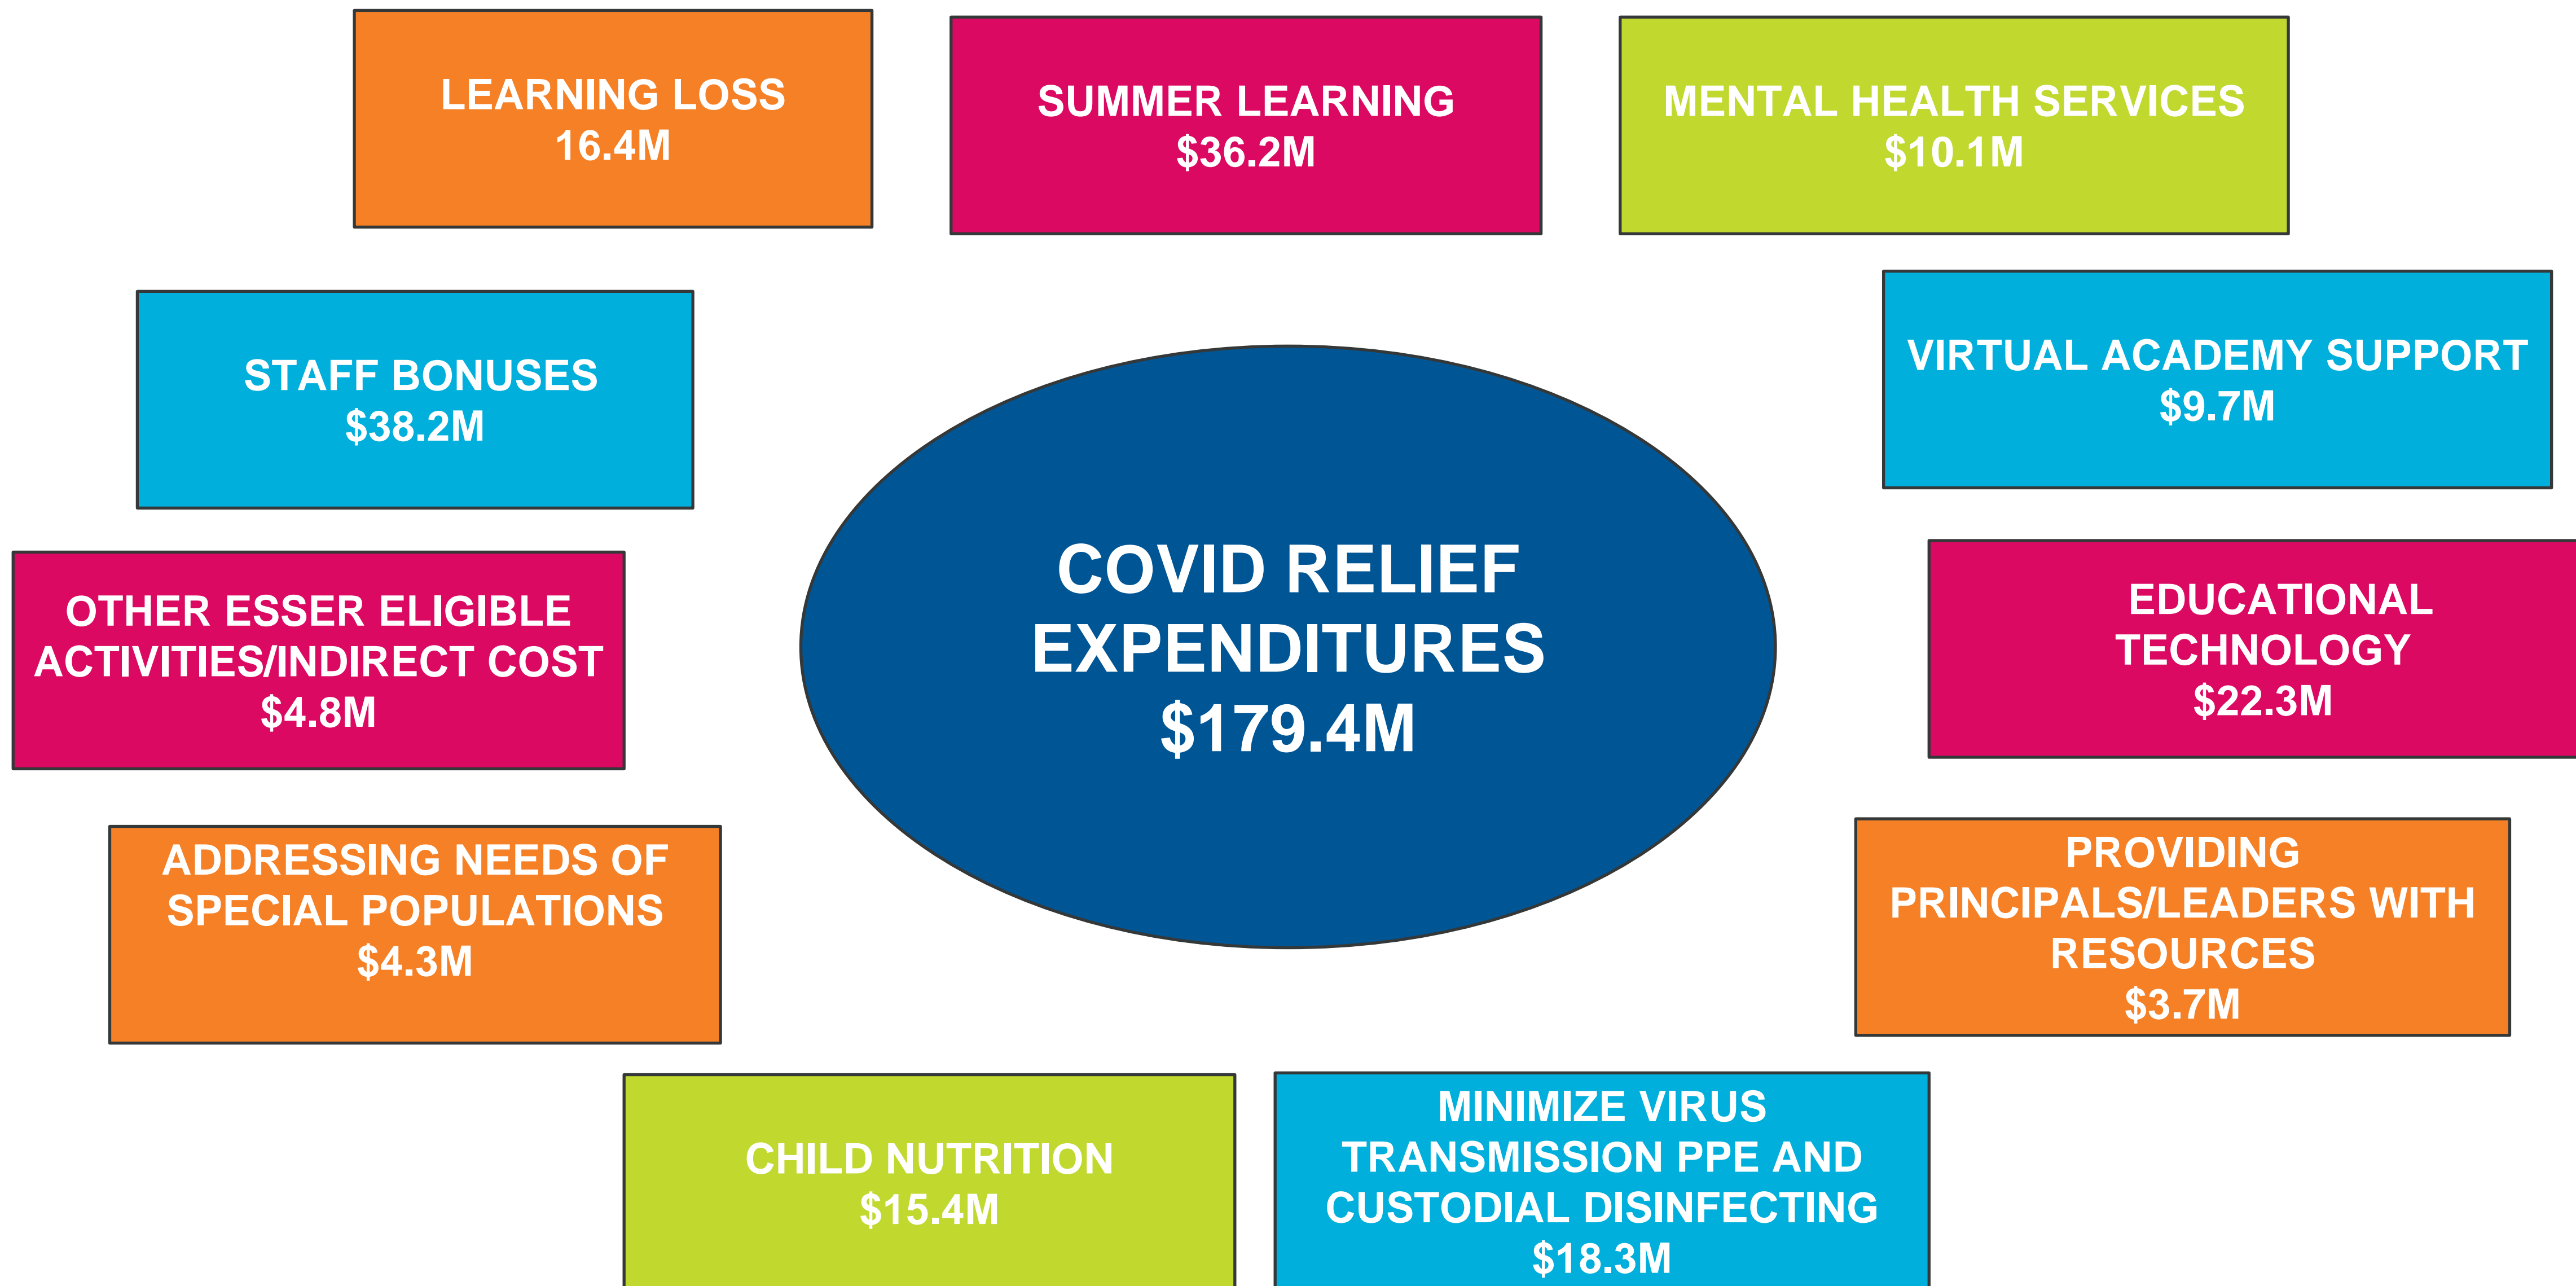 LEARNING LOSS
16.4M
SUMMER LEARNING
$36.2M
MENTAL HEALTH SERVICES
$10.1M
STAFF BONUSES
$38.2M
VIRTUAL ACADEMY SUPPORT
$9.7M
COVID RELIEF
EXPENDITURES
$179.4M
OTHER ESSER ELIGIBLE
ACTIVITIES/INDIRECT COST
$4.8M
EDUCATIONAL
TECHNOLOGY
$22.3M
ADDRESSING NEEDS OF
SPECIAL POPULATIONS
$4.3M
PROVIDING
PRINCIPALS/LEADERS WITH
RESOURCES
$3.7M
CHILD NUTRITION
$15.4M
MINIMIZE VIRUS
TRANSMISSION PPE AND
CUSTODIAL DISINFECTING
$18.3M